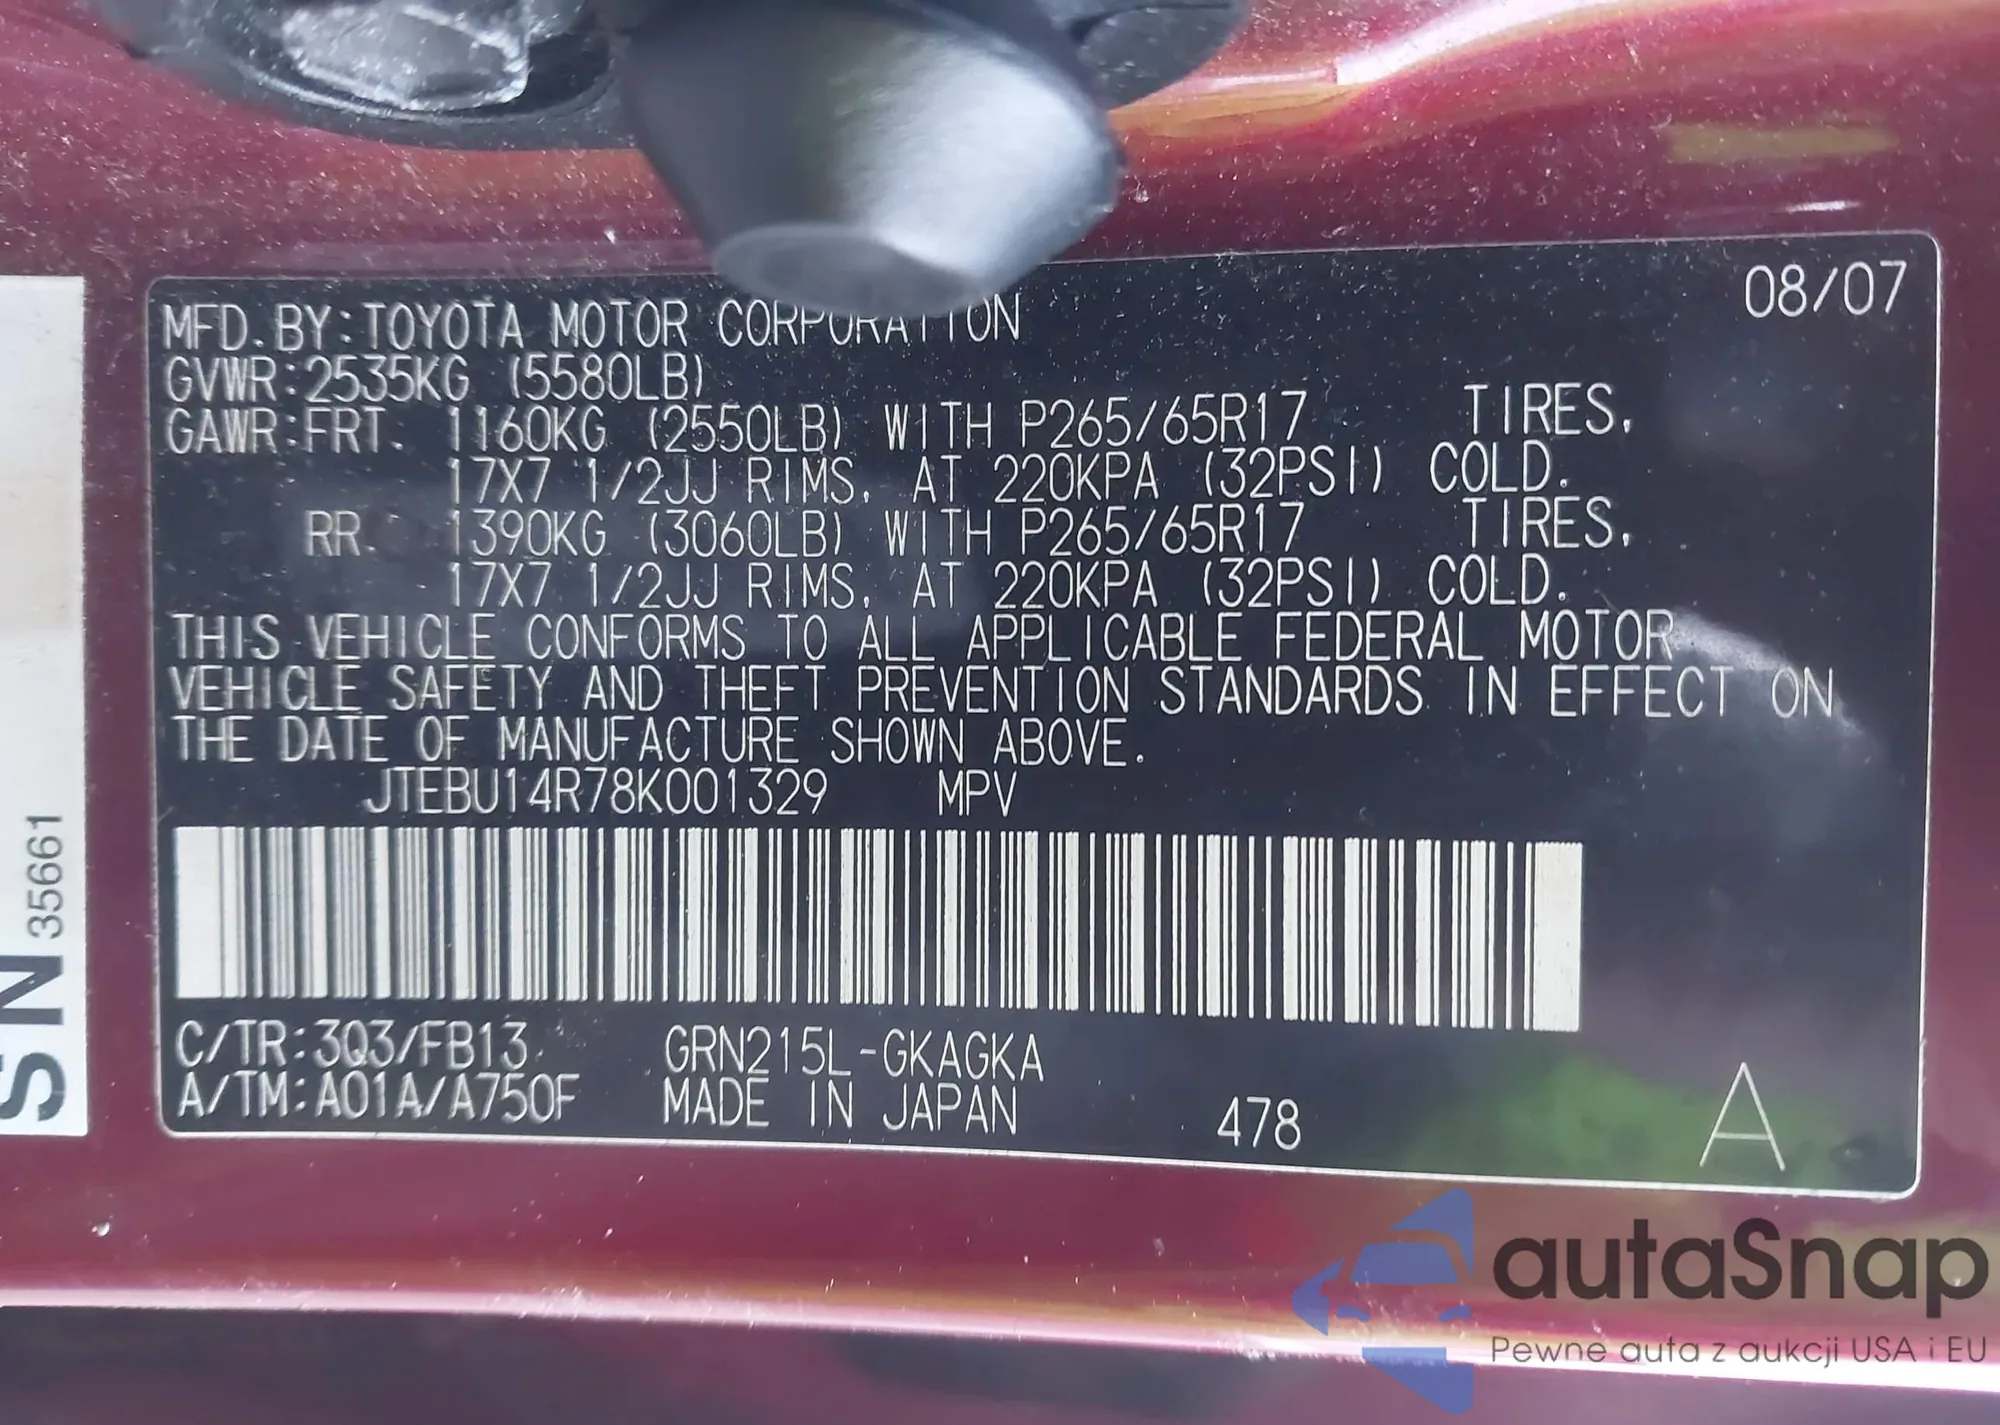 08/07
MFD. BY: TOYOTA MOTOR CORPORATION
GVWR: 2535KG (5580LB)
GAWR: FRT. 1160KG (2550LB) WITH P265/65R17 TIRES,
17X7 1/2JJ RIMS, AT 220KPA (32PSI) COLD.
RR. 1390KG (3060LB) WITH P265/65R17 TIRES,
17X7 1/2JJ RIMS, AT 220KPA (32PSI) COLD.
THIS VEHICLE CONFORMS TO ALL APPLICABLE FEDERAL MOTOR
VEHICLE SAFETY AND THEFT PREVENTION STANDARDS IN EFFECT ON
THE DATE OF MANUFACTURE SHOWN ABOVE.
JTEBU14R78K001329 MPV
C/TR: 3Q3/FB13 GRN215L-GKAGKA
A/TM: A01A/A750F MADE IN JAPAN 478 A
SN 35661
autaSnap
Pewne auta z aukcji USA i EU